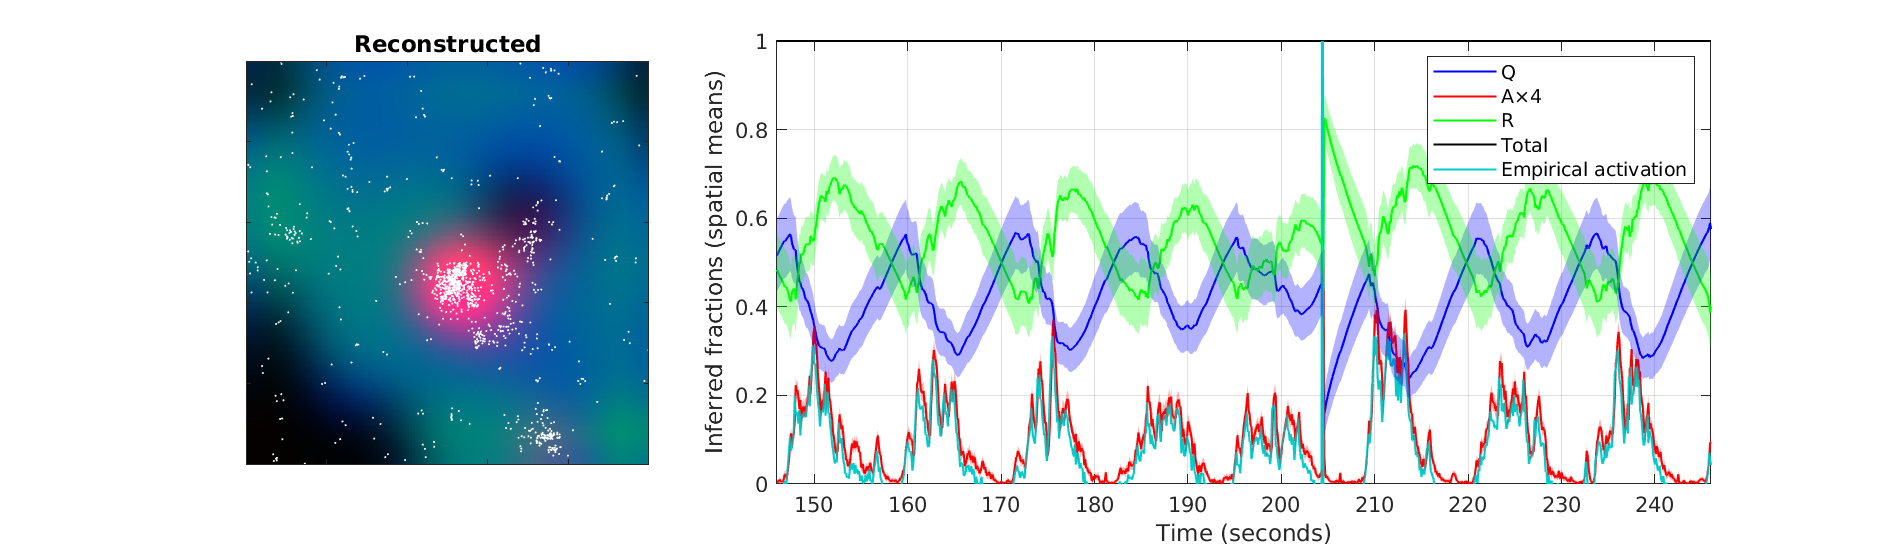 Reconstructed
Inferred fractions (spatial means)
1
0.8
0.6
0.4
0.2
0
Q
A×4
R
Total
Empirical activation
150 160 170 180 190 200 210 220 230 240
Time (seconds)